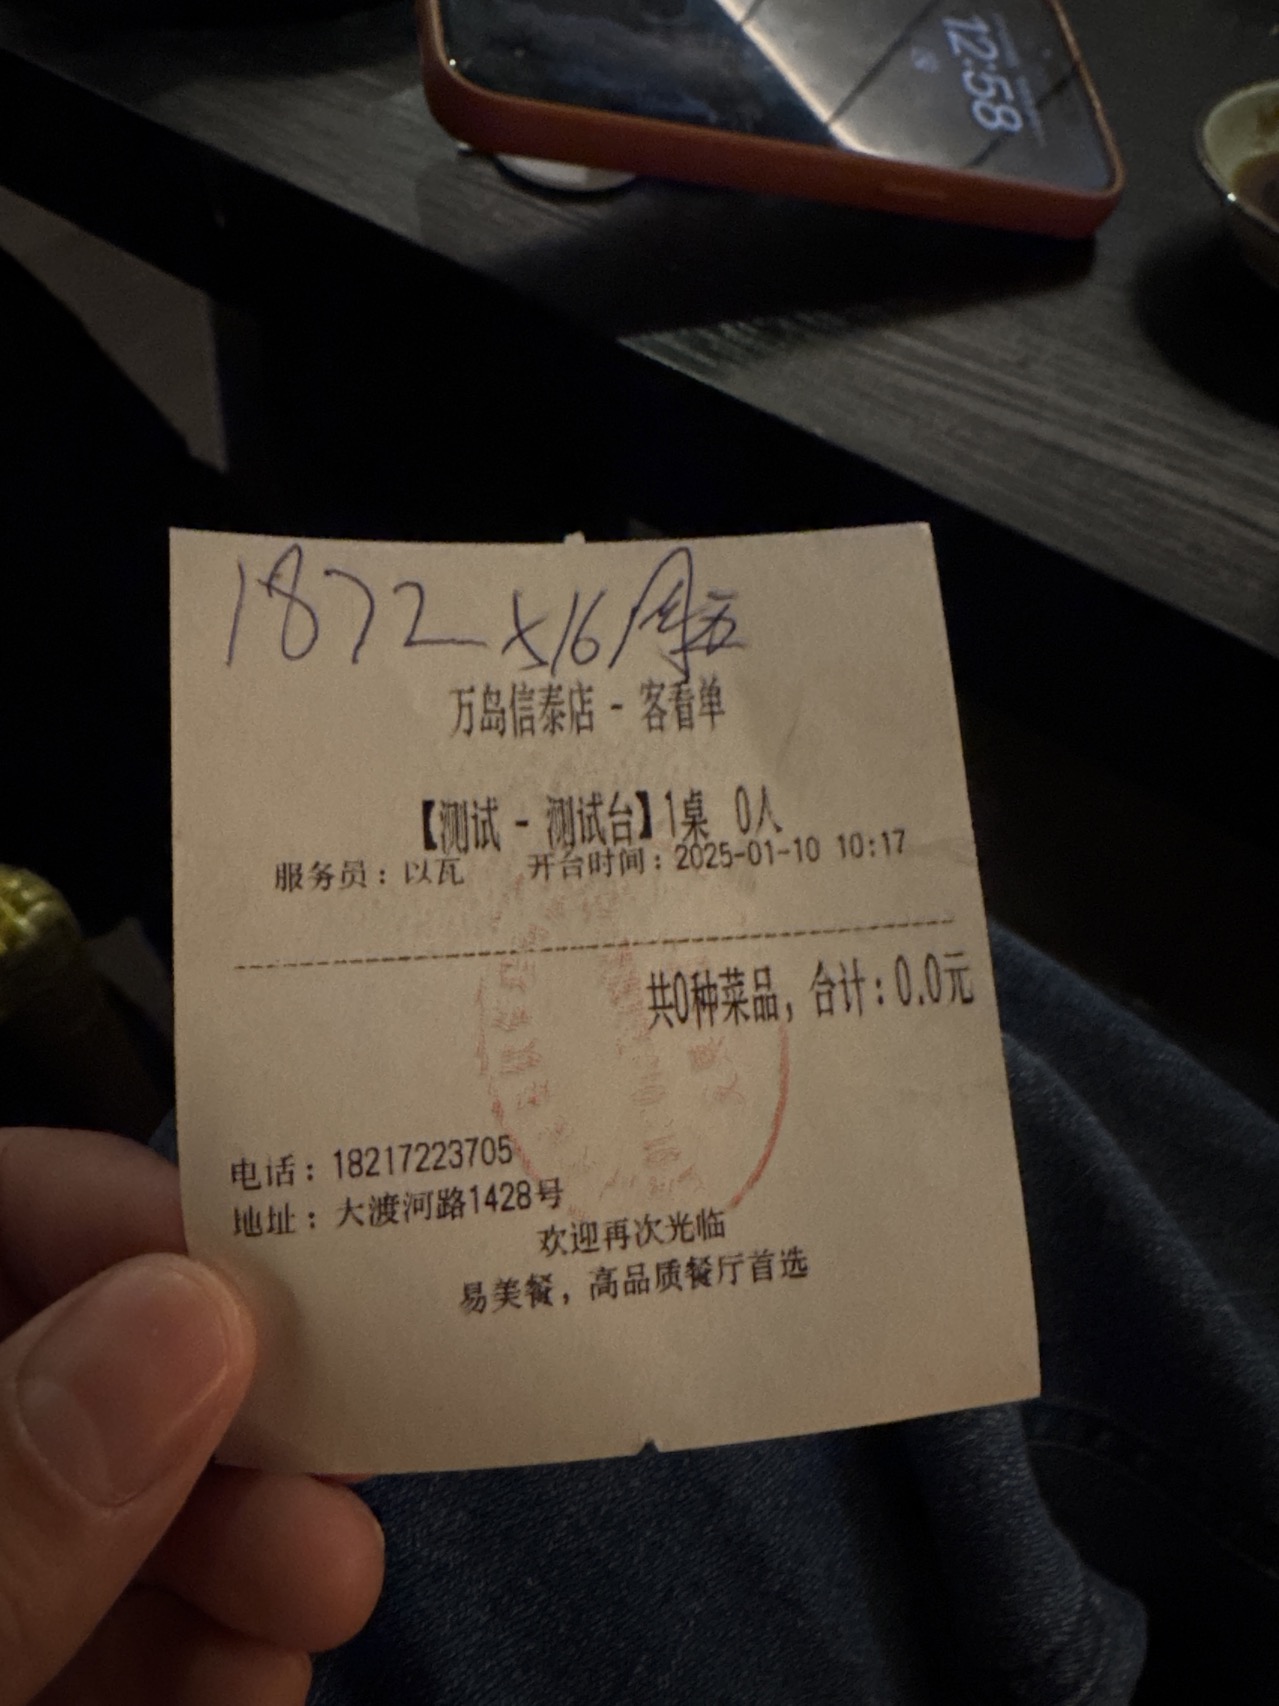 12:58
1872 x16/周五
万岛信泰店 - 客看单
【测试 - 测试台】1桌 0人
服务员：以瓦 开台时间：2025-01-10 10:17
共0种菜品，合计：0.0元
电话：18217223705
地址：大渡河路1428号
欢迎再次光临
易美餐，高品质餐厅首选